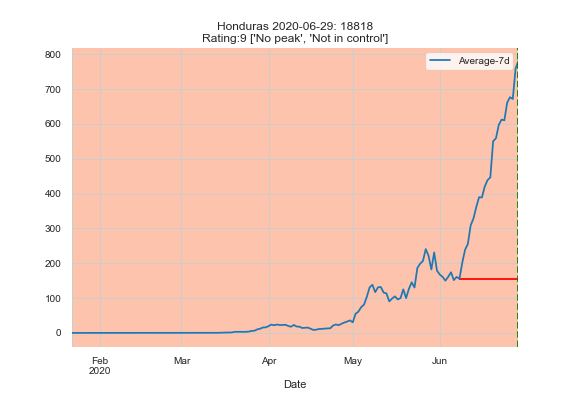 Honduras 2020-06-29: 18818
Rating:9 ['No peak', 'Not in control']
Average-7d
800
700
600
500
400
300
200
100
0
Feb
2020
Mar
Apr
May
Jun
Date